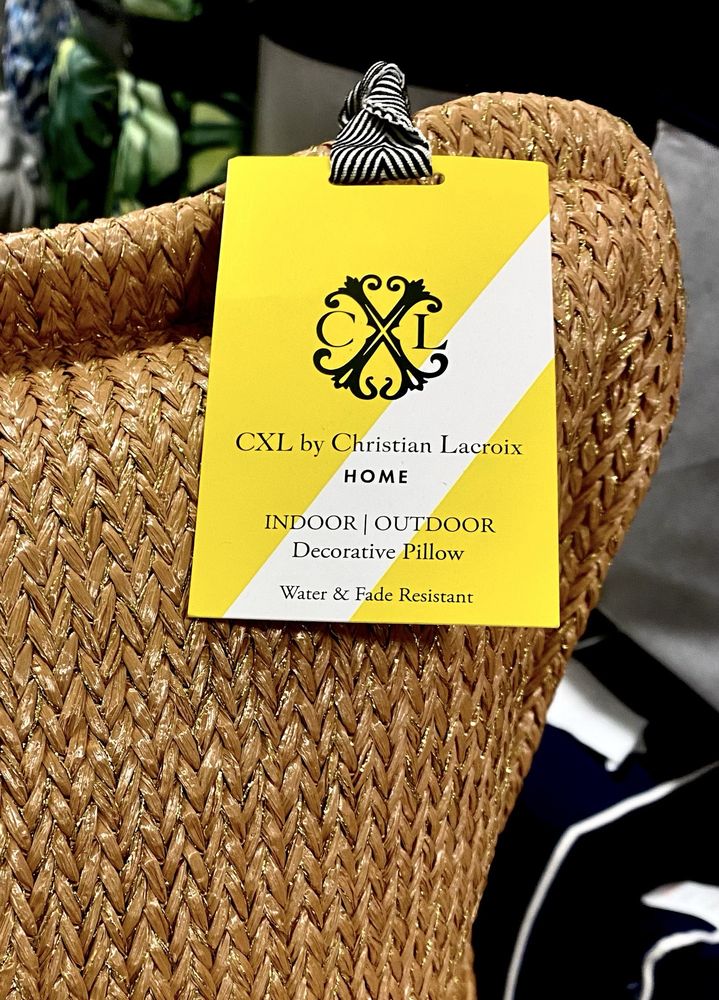 CXL
CXL by Christian Lacroix
HOME
INDOOR | OUTDOOR
Decorative Pillow
Water & Fade Resistant